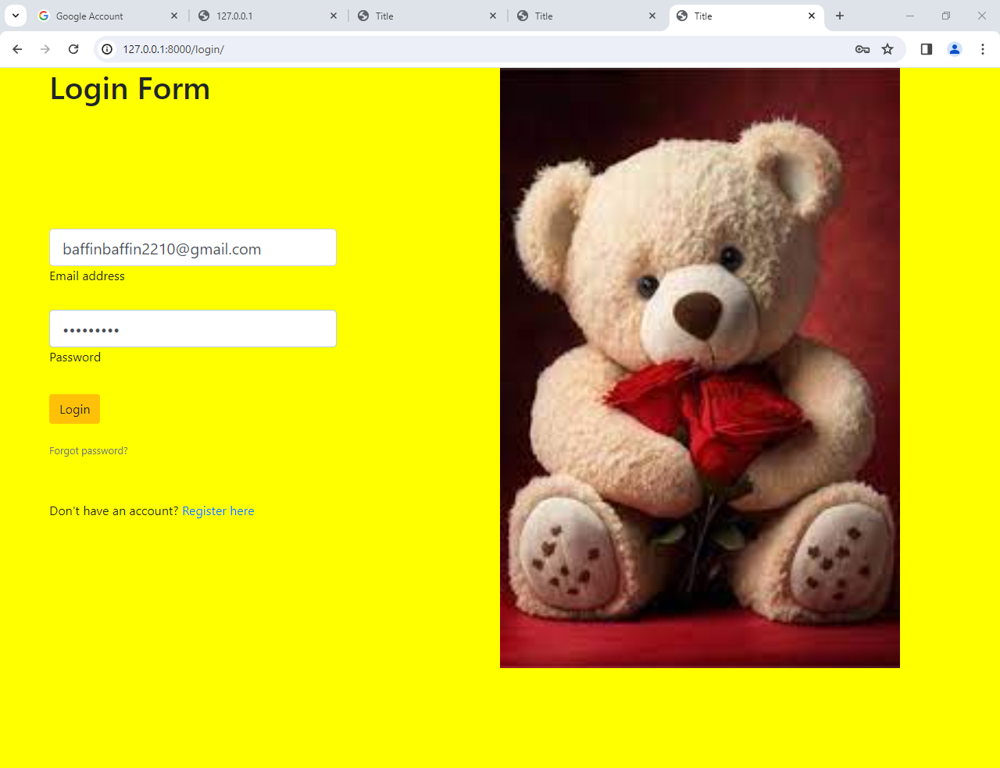 Google Account
127.0.0.1
Title
Title
Title
127.0.0.1:8000/login/
Login Form
baffinbaffin2210@gmail.com
Email address
•••••••••
Password
Login
Forgot password?
Don't have an account? Register here